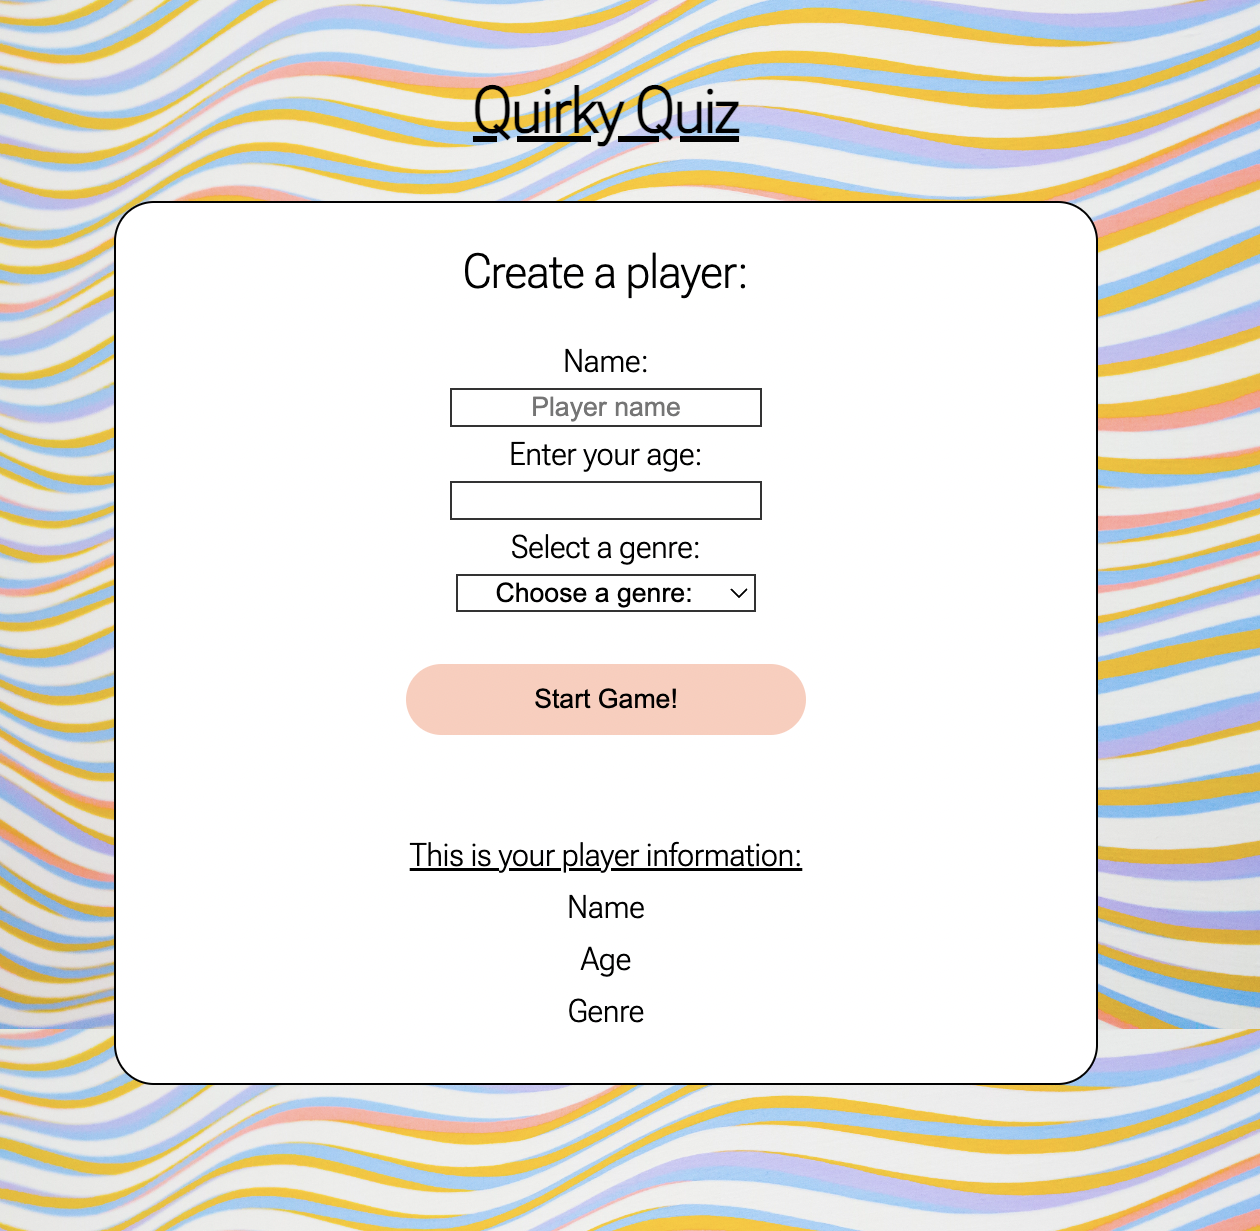 Quirky Quiz
Create a player:
Name:
Player name
Enter your age:
Select a genre:
Choose a genre:
Start Game!
This is your player information:
Name
Age
Genre